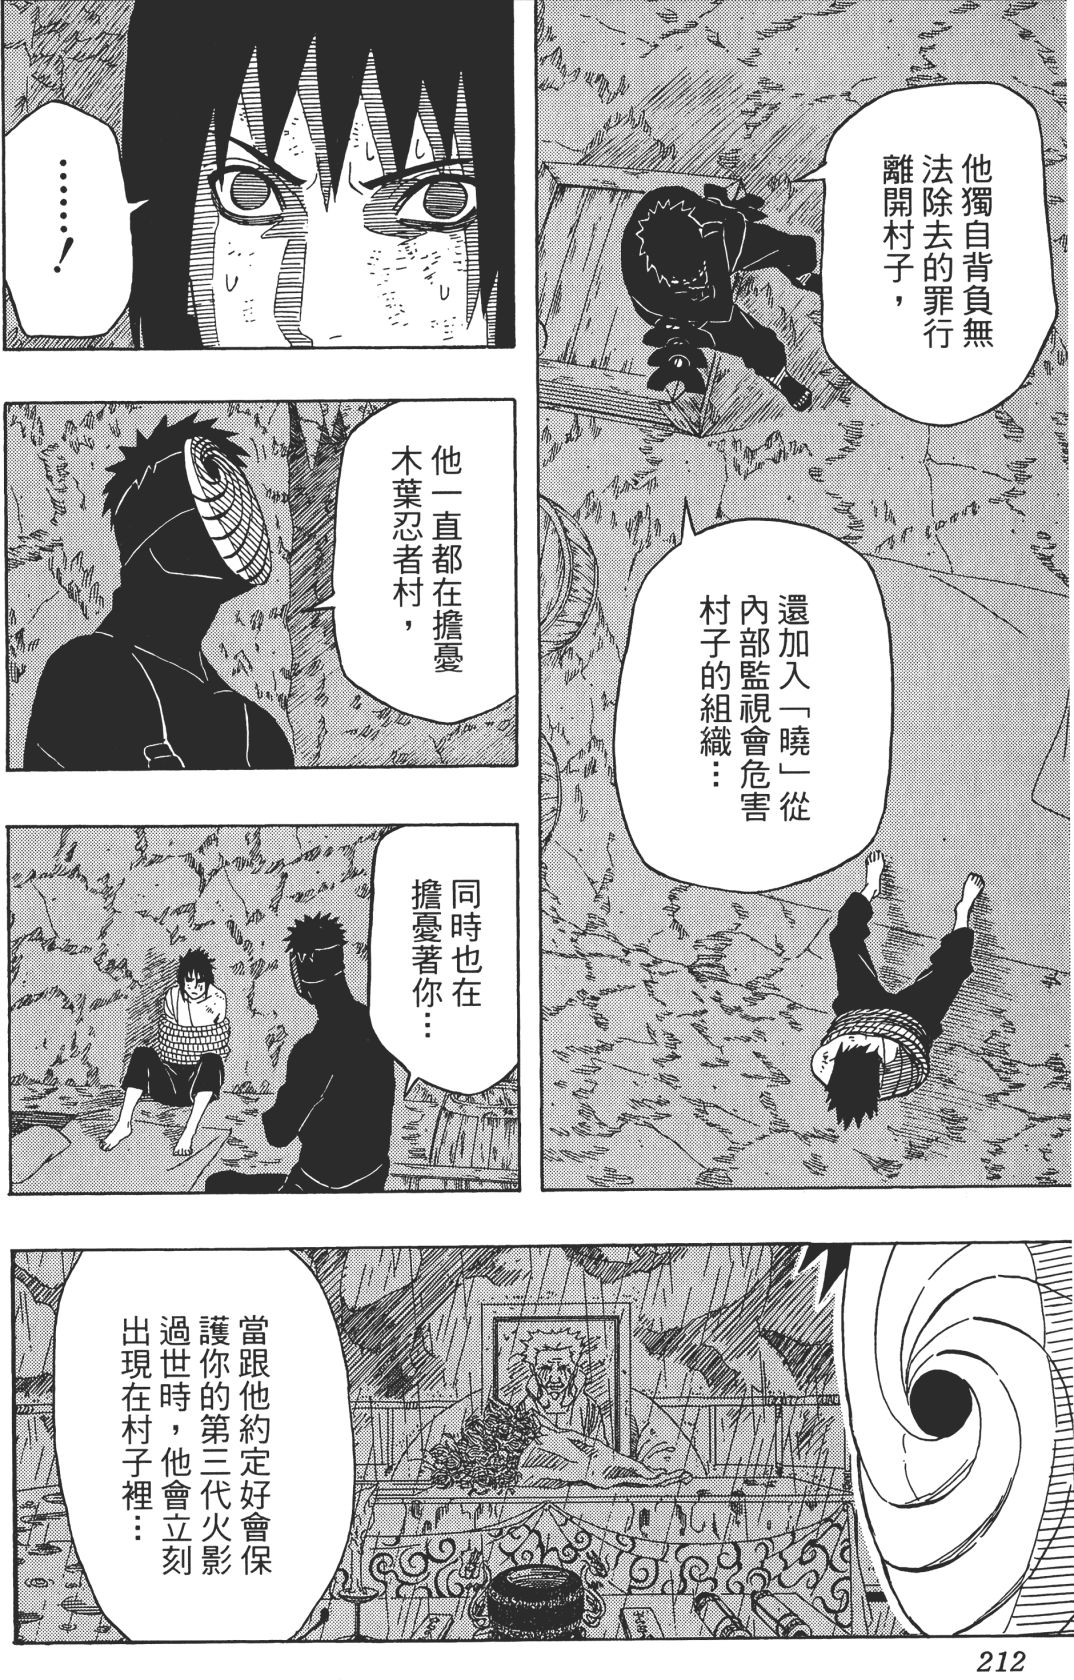 他獨自背負無
法除去的罪行
離開村子，
還加入「曉」從
內部監視會危害
村子的組織…
……！
他一直都在擔憂
木葉忍者村，
同時也在
擔憂著你…
當跟他約定好會保
護你的第三代火影
過世時，他會立刻
出現在村子裡…
212